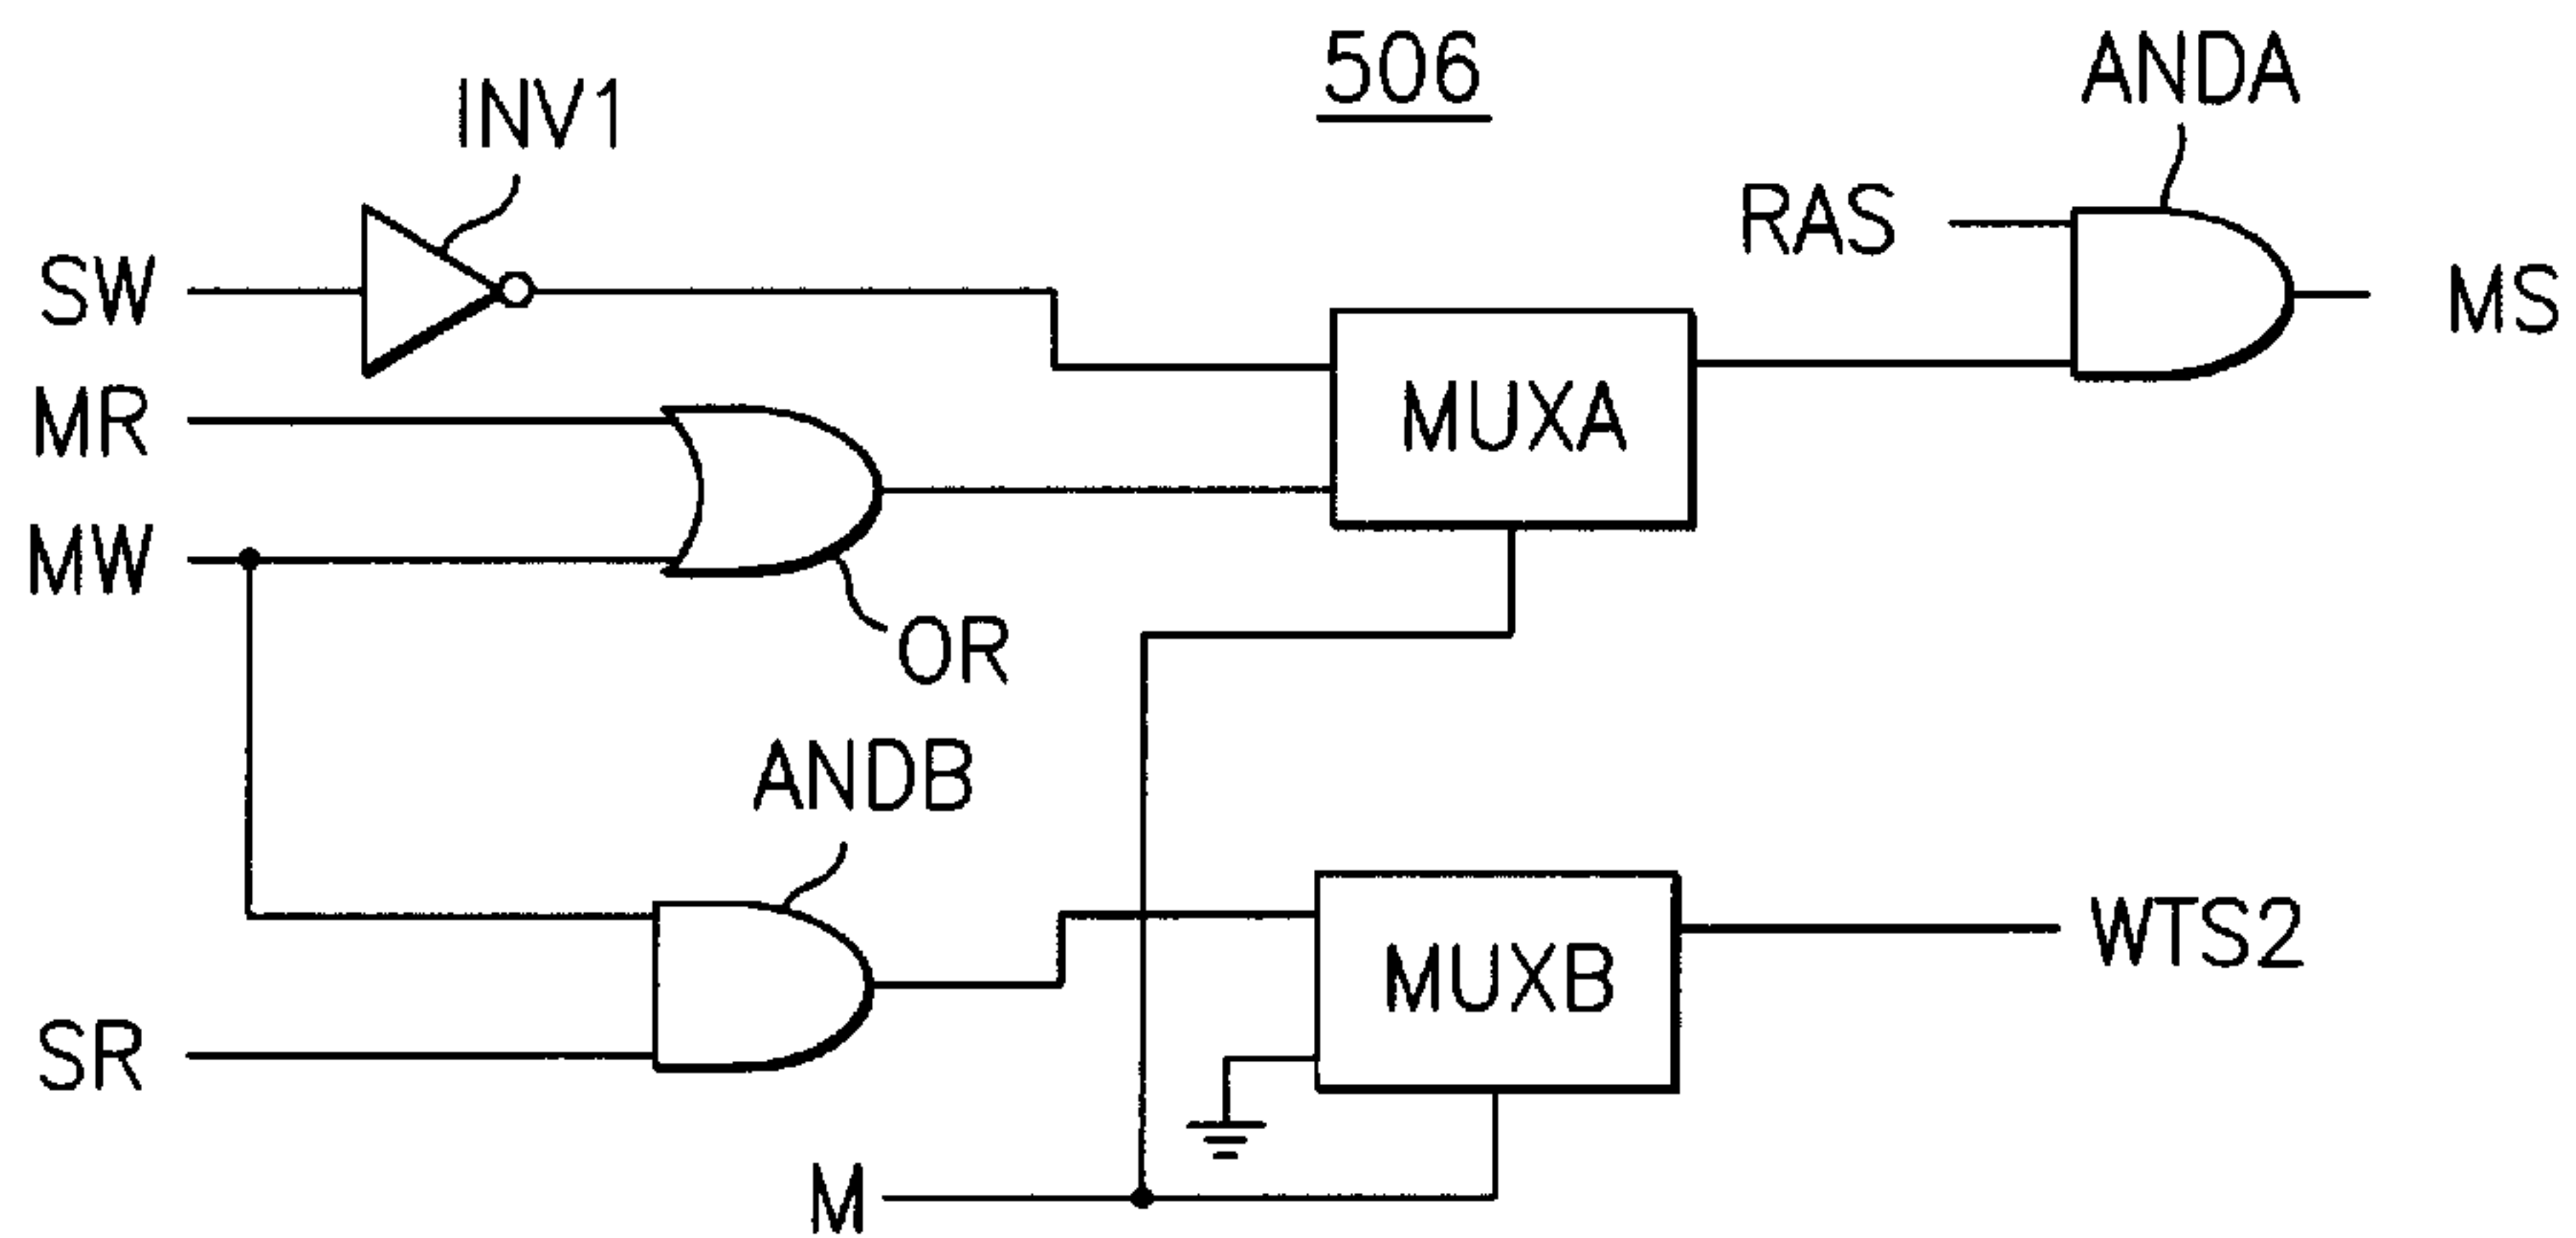 506
ANDA
INV1
RAS
SW
MS
MR
MUXA
MW
OR
ANDB
MUXB
WTS2
SR
M